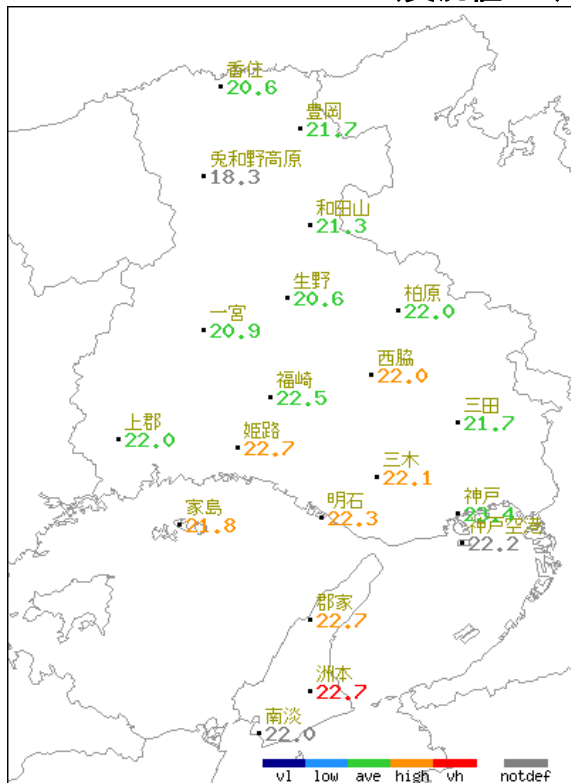 香住
20.6
豊岡
21.7
兎和野高原
18.3
和田山
21.3
生野
20.6
柏原
22.0
一宮
20.9
西脇
22.0
福崎
22.5
三田
21.7
上郡
22.0
姫路
22.7
三木
22.1
家島
21.8
明石
22.3
神戸
23.4
神戸空港
22.2
郡家
22.7
洲本
22.7
南淡
22.0
vl low ave high vh notdef